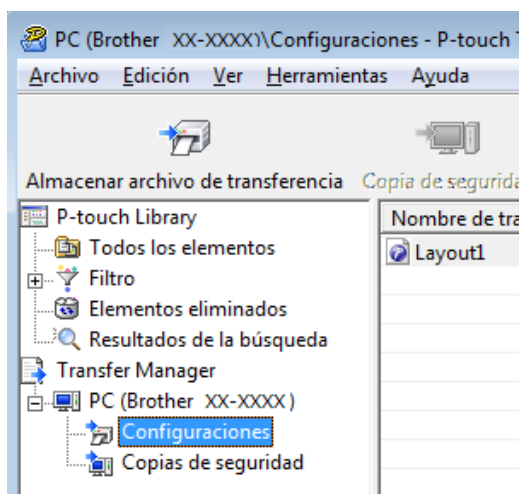 PC (Brother XX-XXXX)\Configuraciones - P-touch
Archivo Edición Ver Herramientas Ayuda
Almacenar archivo de transferencia Copia de
P-touch Library
Nombre de
Todos los elementos
Layout1
Filtro
Elementos eliminados
Resultados de la búsqueda
Transfer Manager
PC (Brother XX-XXXX)
Configuraciones
Copias de seguridad